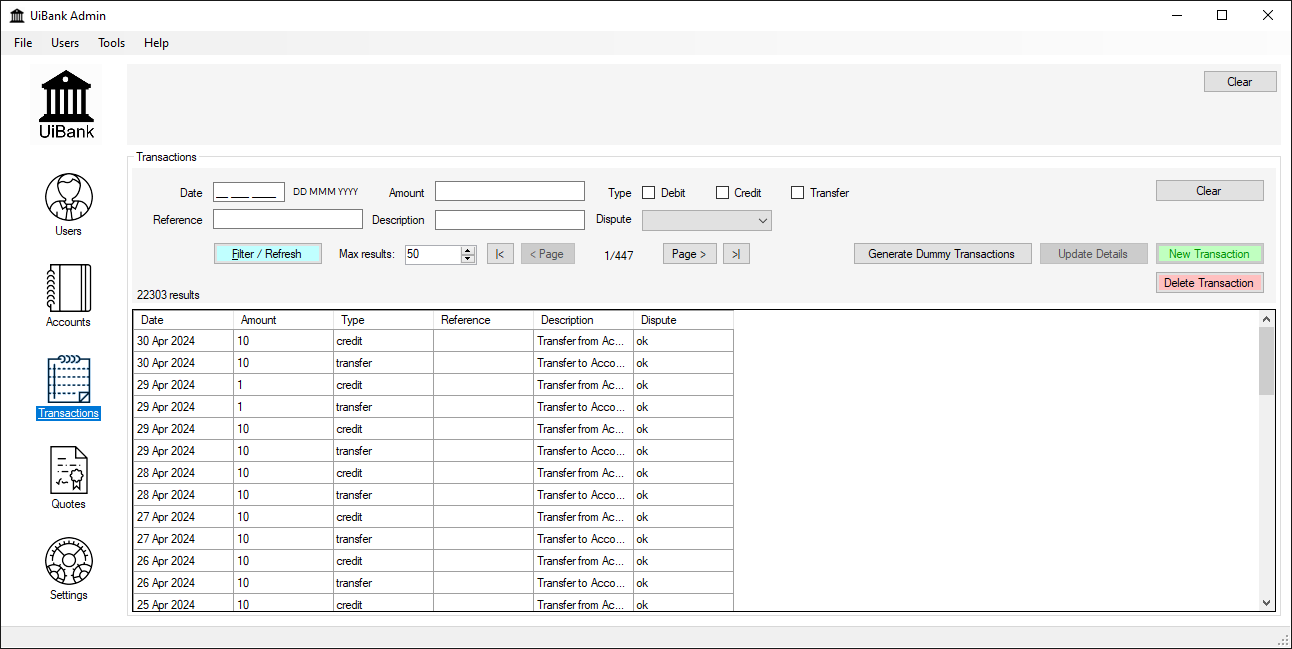 UiBank Admin
File Users Tools Help
UiBank
Clear
Transactions
Date __ ___ ____ DD MMM YYYY Amount Type Debit Credit Transfer Clear
Reference Description Dispute
Filter / Refresh Max results: 50 |< < Page 1/447 Page > >| Generate Dummy Transactions Update Details New Transaction
Delete Transaction
22303 results
Users
Accounts
Transactions
Quotes
Settings
Date Amount Type Reference Description Dispute
30 Apr 2024 10 credit Transfer from Ac... ok
30 Apr 2024 10 transfer Transfer to Acco... ok
29 Apr 2024 1 credit Transfer from Ac... ok
29 Apr 2024 1 transfer Transfer to Acco... ok
29 Apr 2024 10 credit Transfer from Ac... ok
29 Apr 2024 10 transfer Transfer to Acco... ok
28 Apr 2024 10 credit Transfer from Ac... ok
28 Apr 2024 10 transfer Transfer to Acco... ok
27 Apr 2024 10 credit Transfer from Ac... ok
27 Apr 2024 10 transfer Transfer to Acco... ok
26 Apr 2024 10 credit Transfer from Ac... ok
26 Apr 2024 10 transfer Transfer to Acco... ok
25 Apr 2024 10 credit Transfer from Ac... ok